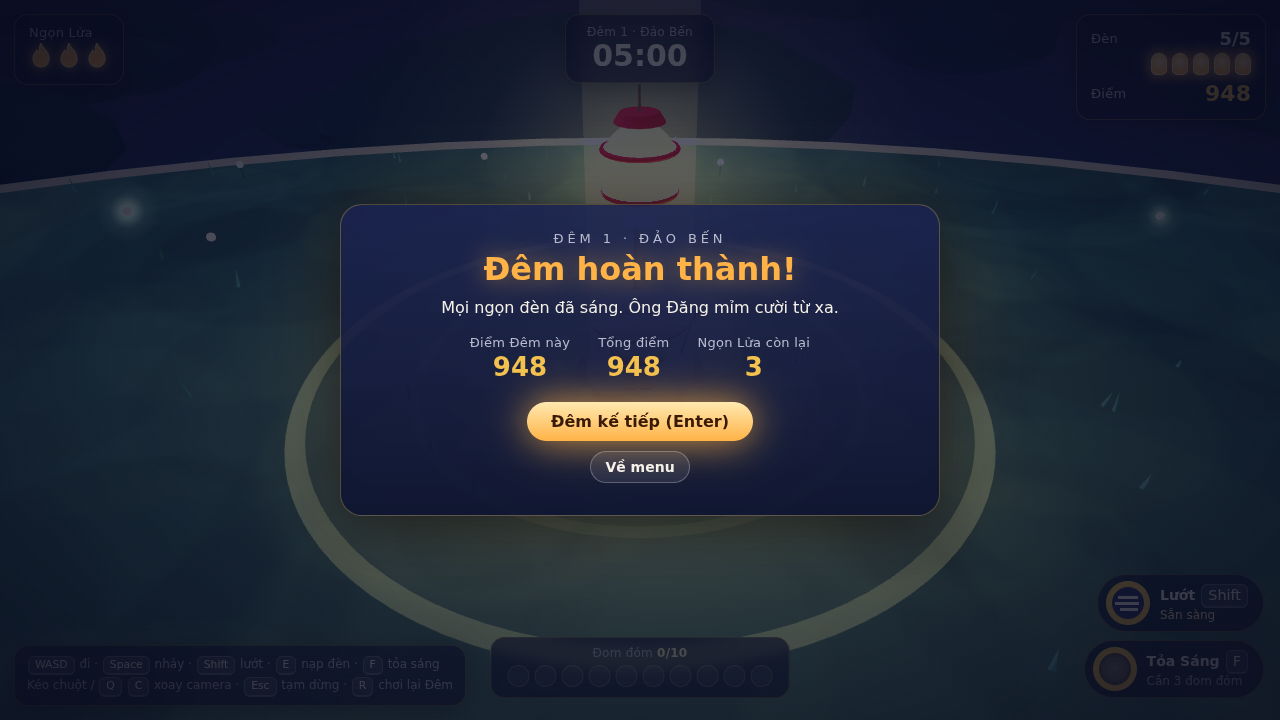 Ngọn Lửa
Đêm 1 · Đảo Bến
05:00
Đèn 5/5
Điểm 948
ĐÊM 1 · ĐẢO BẾN
Đêm hoàn thành!
Mọi ngọn đèn đã sáng. Ông Đăng mỉm cười từ xa.
Điểm Đêm này Tổng điểm Ngọn Lửa còn lại
948 948 3
Đêm kế tiếp (Enter)
Về menu
Lướt Shift
Sẵn sàng
Tỏa Sáng F
Cần 3 đom đóm
Đom đóm 0/10
WASD đi · Space nhảy · Shift lướt · E nạp đèn · F tỏa sáng
Kéo chuột / Q C xoay camera · Esc tạm dừng · R chơi lại Đêm